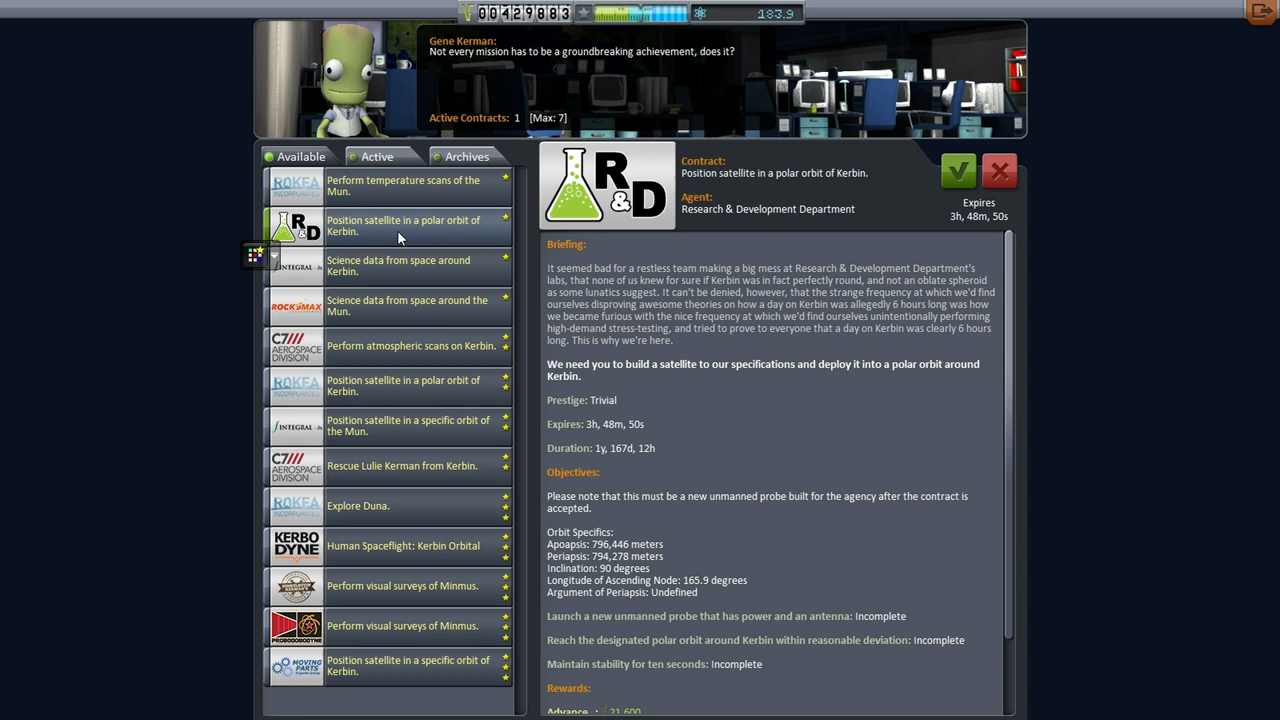 00429883
183.9
Gene Kerman:
Not every mission has to be a groundbreaking achievement, does it?
Active Contracts: 1 [Max: 7]
Available
Active
Archives
ROKEA
INCORPORATED
Perform temperature scans of the
Mun.
R&D
Position satellite in a polar orbit of
Kerbin.
INTEGRAL
Science data from space around
Kerbin.
ROCKOMAX
Science data from space around the
Mun.
C7///
AEROSPACE
DIVISION
Perform atmospheric scans on Kerbin.
ROKEA
INCORPORATED
Position satellite in a polar orbit of
Kerbin.
INTEGRAL
Position satellite in a specific orbit of
the Mun.
C7///
AEROSPACE
DIVISION
Rescue Lulie Kerman from Kerbin.
ROKEA
INCORPORATED
Explore Duna.
KERBO
DYNE
Human Spaceflight: Kerbin Orbital
Perform visual surveys of Minmus.
PROBODOBODYNE
Perform visual surveys of Minmus.
MOVING
PARTS
Position satellite in a specific orbit of
Kerbin.
R&D
Contract:
Position satellite in a polar orbit of Kerbin.
Agent:
Research & Development Department
Expires
3h, 48m, 50s
Briefing:
It seemed bad for a restless team making a big mess at Research & Development Department's
labs, that none of us knew for sure if Kerbin was in fact perfectly round, and not an oblate spheroid
as some lunatics suggest. It can't be denied, however, that the strange frequency at which we'd find
ourselves disproving awesome theories on how a day on Kerbin was allegedly 6 hours long was how
we became furious with the nice frequency at which we'd find ourselves unintentionally performing
high-demand stress-testing, and tried to prove to everyone that a day on Kerbin was clearly 6 hours
long. This is why we're here.
We need you to build a satellite to our specifications and deploy it into a polar orbit around
Kerbin.
Prestige: Trivial
Expires: 3h, 48m, 50s
Duration: 1y, 167d, 12h
Objectives:
Please note that this must be a new unmanned probe built for the agency after the contract is
accepted.
Orbit Specifics:
Apoapsis: 796,446 meters
Periapsis: 794,278 meters
Inclination: 90 degrees
Longitude of Ascending Node: 165.9 degrees
Argument of Periapsis: Undefined
Launch a new unmanned probe that has power and an antenna: Incomplete
Reach the designated polar orbit around Kerbin within reasonable deviation: Incomplete
Maintain stability for ten seconds: Incomplete
Rewards:
Advance : 21,600